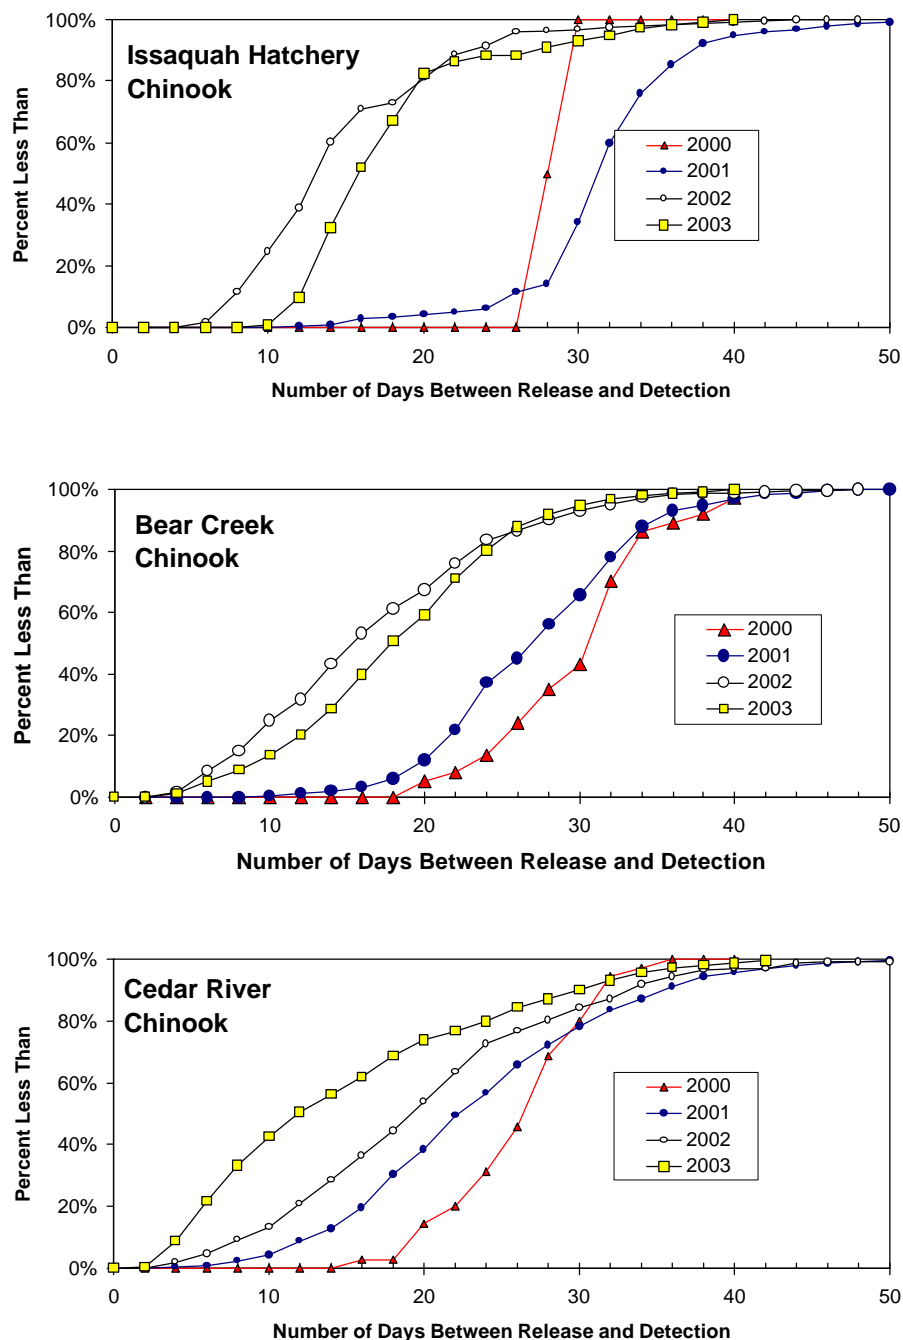 Issaquah Hatchery
Chinook
Percent Less Than
100%
80%
60%
40%
20%
0%
2000
2001
2002
2003
0 10 20 30 40 50
Number of Days Between Release and Detection
Bear Creek
Chinook
Percent Less Than
100%
80%
60%
40%
20%
0%
2000
2001
2002
2003
0 10 20 30 40 50
Number of Days Between Release and Detection
Cedar River
Chinook
Percent Less Than
100%
80%
60%
40%
20%
0%
2000
2001
2002
2003
0 10 20 30 40 50
Number of Days Between Release and Detection